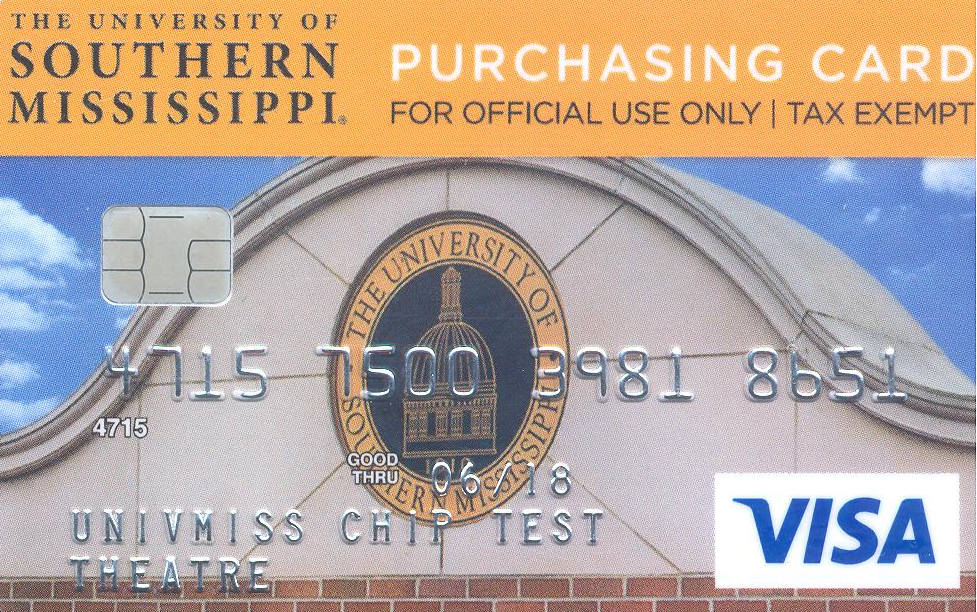 THE UNIVERSITY OF
SOUTHERN
MISSISSIPPI®
PURCHASING CARD
FOR OFFICIAL USE ONLY | TAX EXEMPT
THE UNIVERSITY OF
SOUTHERN MISSISSIPPI
1910
4715 7500 3981 8651
4715
GOOD
THRU 06/18
UNIVMISS CHIP TEST
THEATRE
VISA